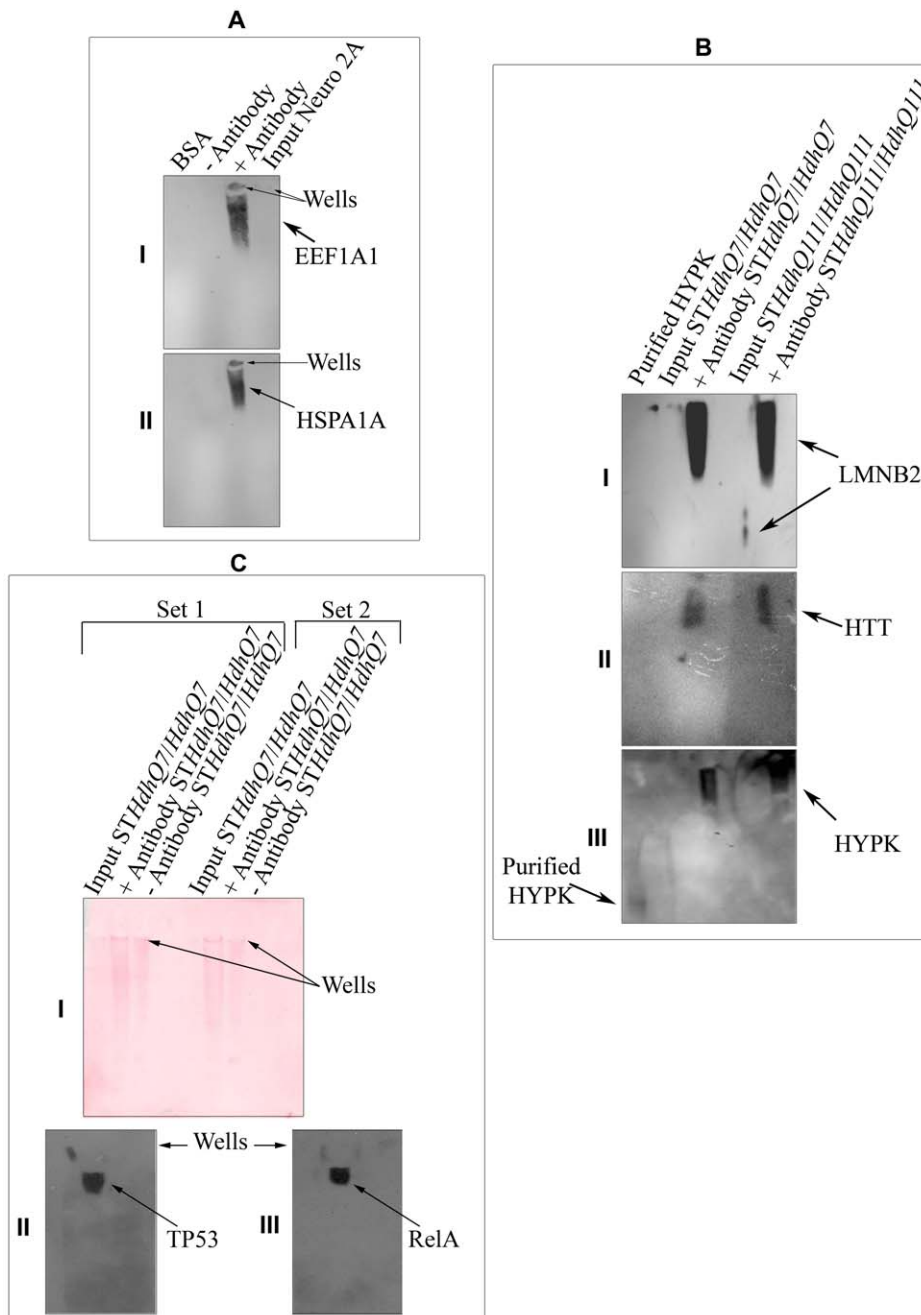 A
BSA
- Antibody
+ Antibody
Input Neuro 2A
Wells
I
EEF1A1
Wells
II
HSPA1A
B
Purified HYPK
Input STHdhQ7/HdhQ7
+ Antibody STHdhQ7/HdhQ7
Input STHdhQ111/HdhQ111
+ Antibody STHdhQ111/HdhQ111
I
LMNB2
II
HTT
III
HYPK
Purified
HYPK
C
Set 1
Set 2
Input STHdhQ7/HdhQ7
+ Antibody STHdhQ7/HdhQ7
- Antibody STHdhQ7/HdhQ7
Input STHdhQ7/HdhQ7
+ Antibody STHdhQ7/HdhQ7
- Antibody STHdhQ7/HdhQ7
I
Wells
Wells
II
TP53
III
RelA